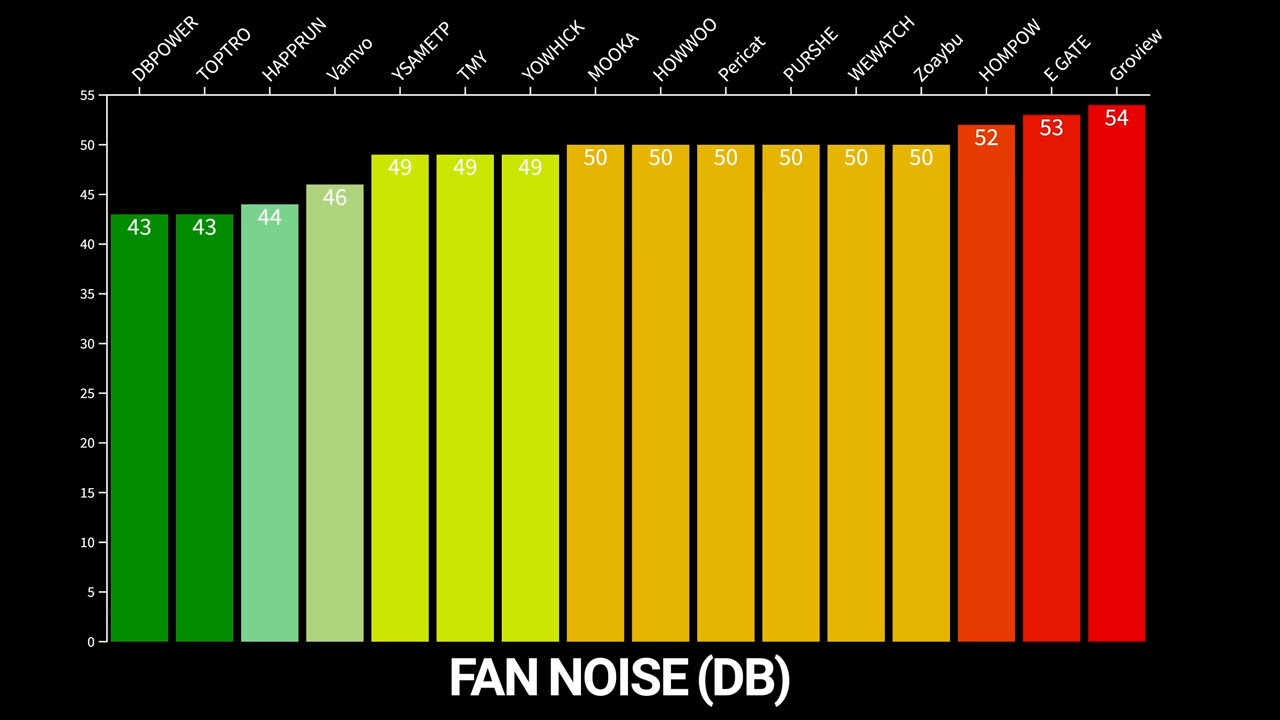 DBPOWER
TOPTRO
HAPPRUN
Vamvo
YSAMETP
TMY
YOWHICK
MOOKA
HOWWOO
Pericat
PURSHE
WEWATCH
Zoaybu
HOMPOW
E GATE
Groview
55
50
45
40
35
30
25
20
15
10
5
0
43
43
44
46
49
49
49
50
50
50
50
50
50
52
53
54
FAN NOISE (DB)